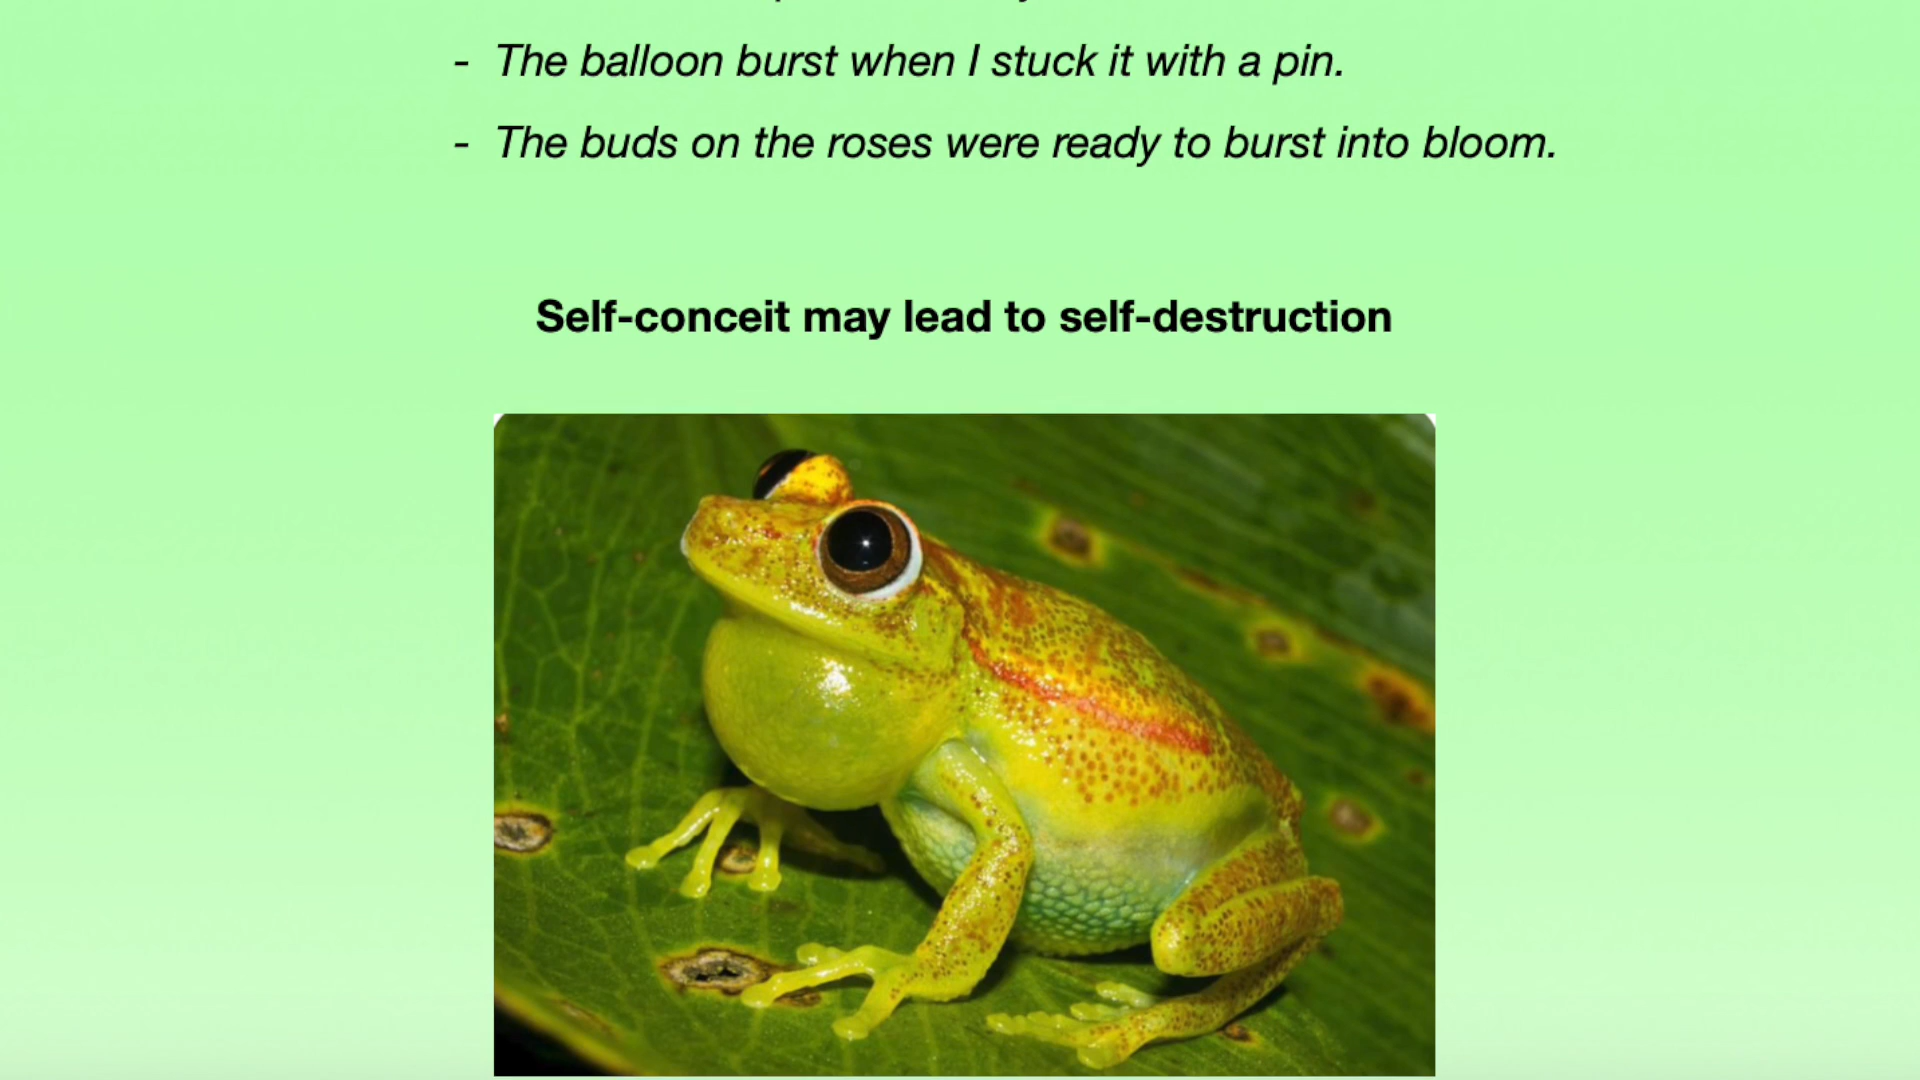 - The balloon burst when I stuck it with a pin.
- The buds on the roses were ready to burst into bloom.
Self-conceit may lead to self-destruction